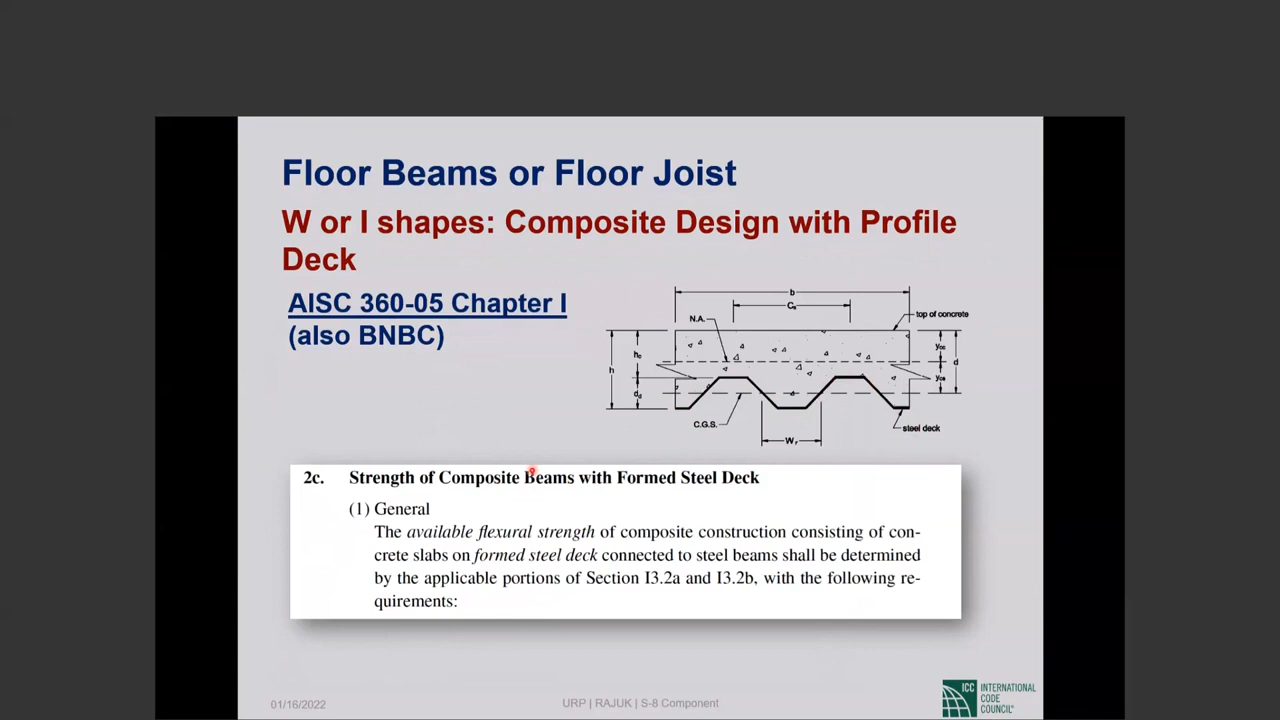 Floor Beams or Floor Joist
W or I shapes: Composite Design with Profile
Deck
AISC 360-05 Chapter I
(also BNBC)
b
Cs
N.A.
top of concrete
h
hc
dd
ycc
ycs
d
C.G.S.
Wr
steel deck
2c. Strength of Composite Beams with Formed Steel Deck
(1) General
The available flexural strength of composite construction consisting of con-
crete slabs on formed steel deck connected to steel beams shall be determined
by the applicable portions of Section I3.2a and I3.2b, with the following re-
quirements:
01/16/2022
URP | RAJUK | S-8 Component
ICC
INTERNATIONAL
CODE
COUNCIL®